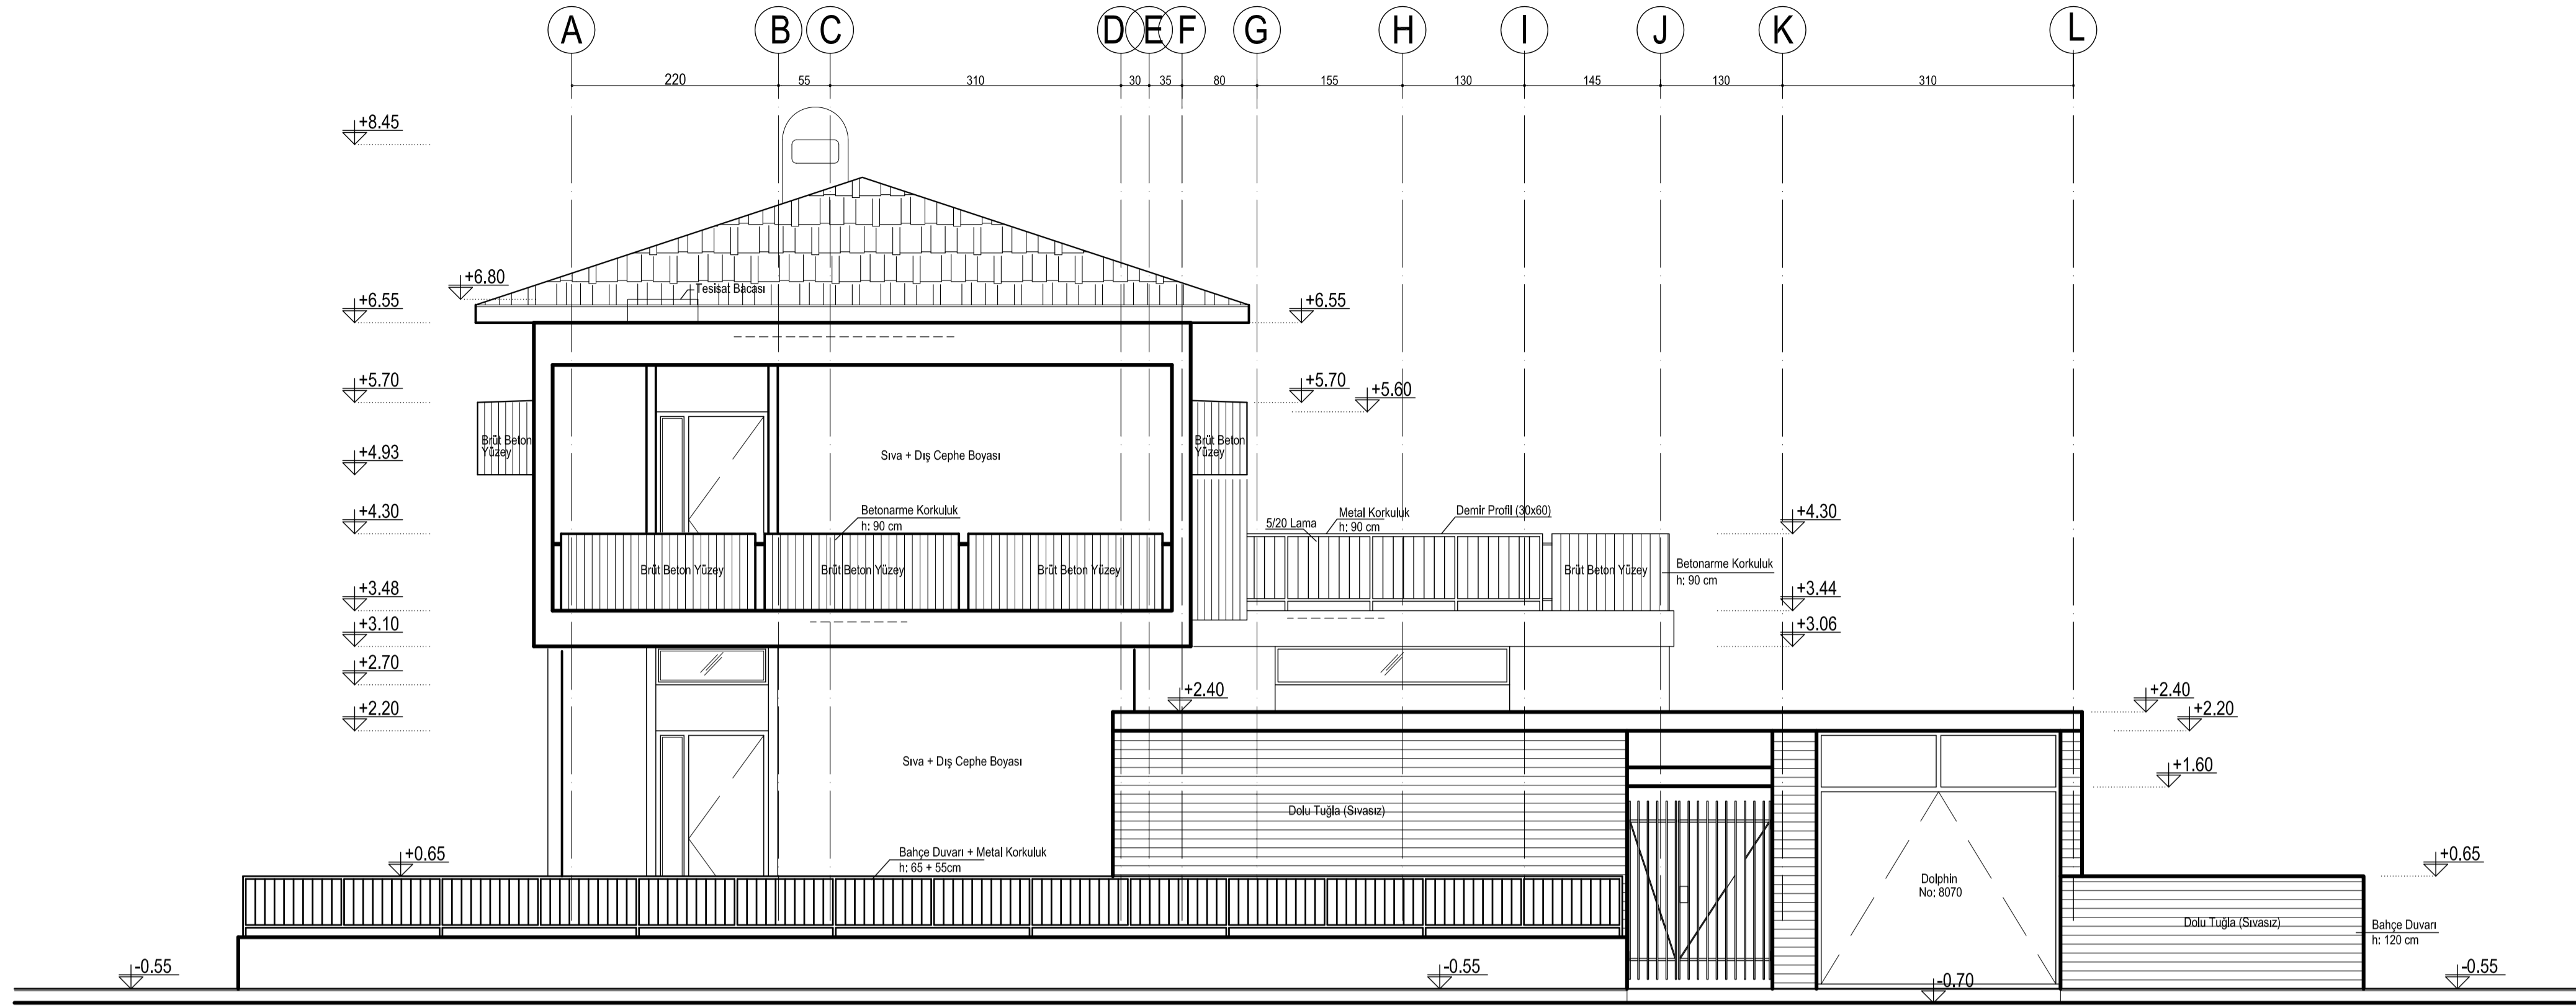 A B C D E F G H I J K L
220 55 310 30 35 80 155 130 145 130 310
+8.45
+6.80
Tesisat Bacası
+6.55
+6.55
+5.70
+5.70
+5.60
Brüt Beton
Yüzey
Brüt Beton
Yüzey
+4.93
Sıva + Dış Cephe Boyası
+4.30
Betonarme Korkuluk
h: 90 cm
5/20 Lama
Metal Korkuluk
h: 90 cm
Demir Profil (30x60)
+4.30
Brüt Beton Yüzey
Brüt Beton Yüzey
Brüt Beton Yüzey
Brüt Beton Yüzey
Betonarme Korkuluk
h: 90 cm
+3.48
+3.44
+3.10
+3.06
+2.70
+2.40
+2.40
+2.20
+2.20
Sıva + Dış Cephe Boyası
+1.60
Dolu Tuğla (Sıvasız)
+0.65
Bahçe Duvarı + Metal Korkuluk
h: 65 + 55cm
+0.65
Dolphin
No: 8070
Dolu Tuğla (Sıvasız)
Bahçe Duvarı
h: 120 cm
-0.55
-0.55
-0.70
-0.55